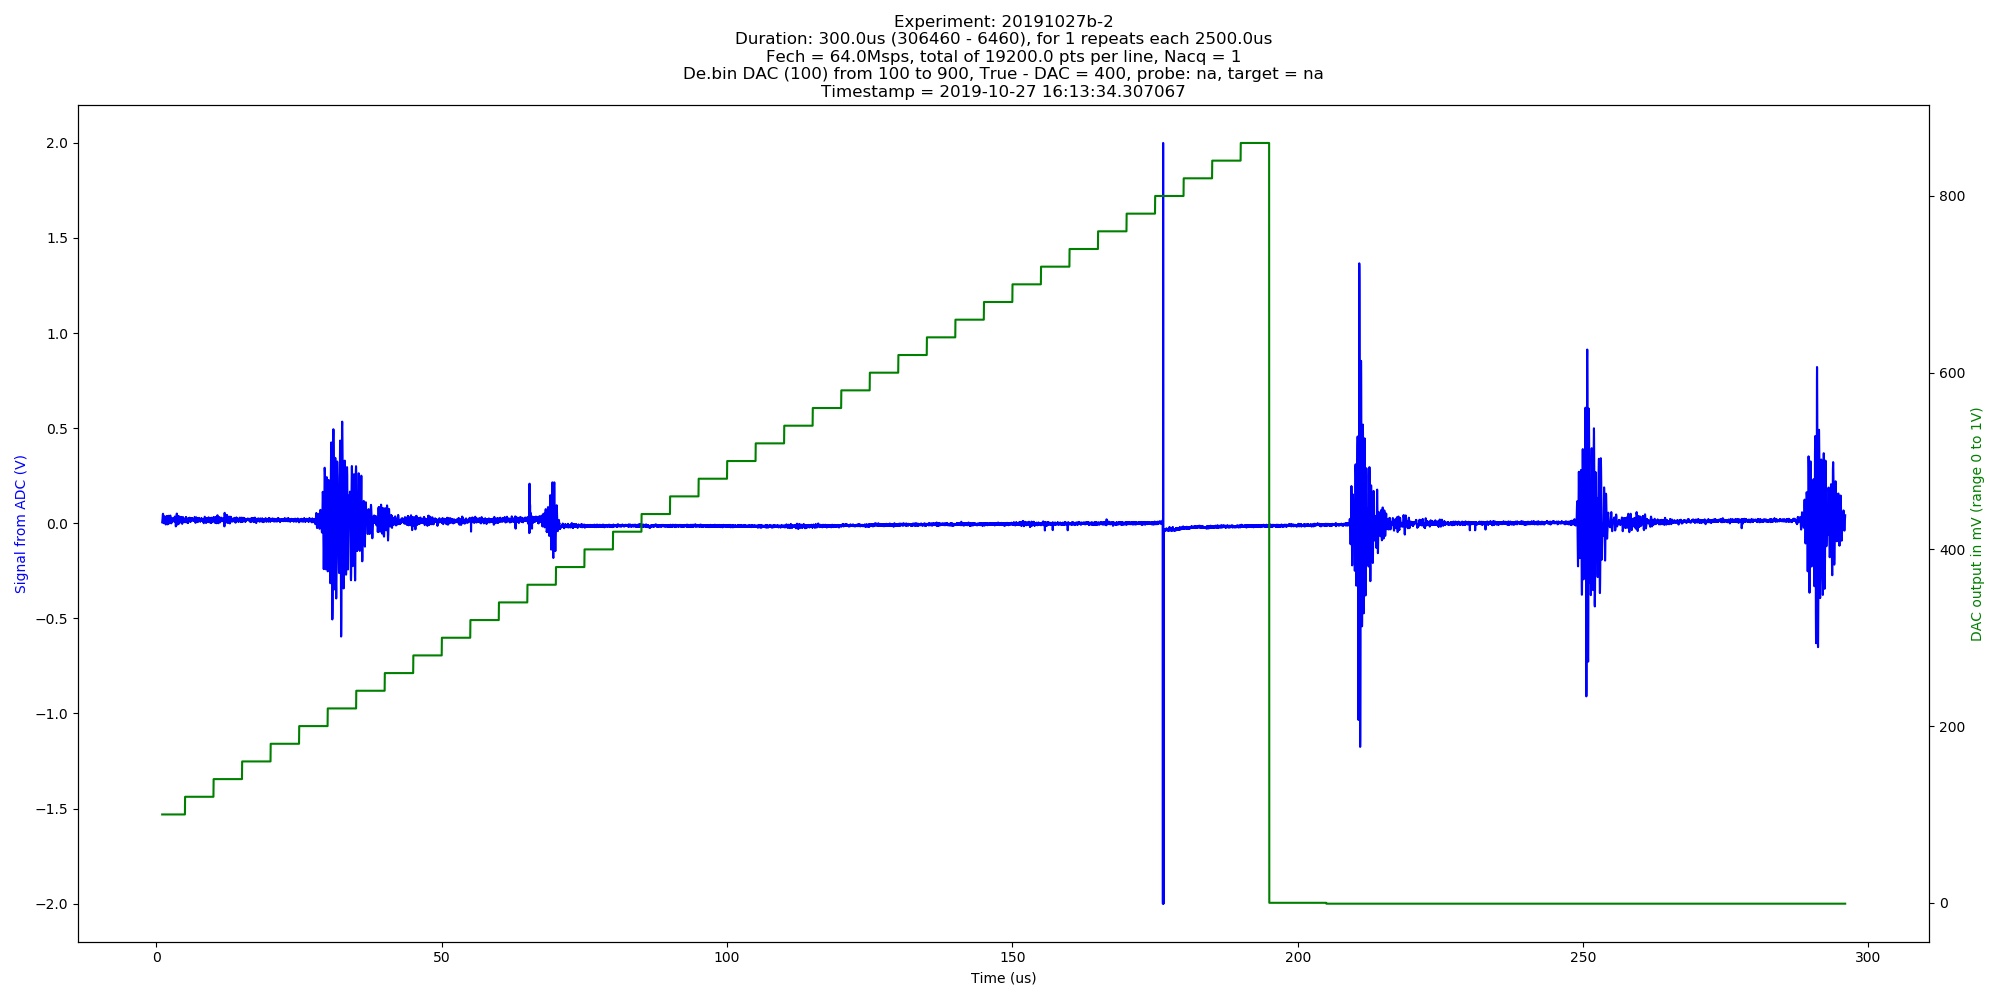 Experiment: 20191027b-2
Duration: 300.0us (306460 - 6460), for 1 repeats each 2500.0us
Fech = 64.0Msps, total of 19200.0 pts per line, Nacq = 1
De.bin DAC (100) from 100 to 900, True - DAC = 400, probe: na, target = na
Timestamp = 2019-10-27 16:13:34.307067
Signal from ADC (V)
2.0
1.5
1.0
0.5
0.0
−0.5
−1.0
−1.5
−2.0
800
600
400
200
0
DAC output in mV (range 0 to 1V)
0 50 100 150 200 250 300
Time (us)